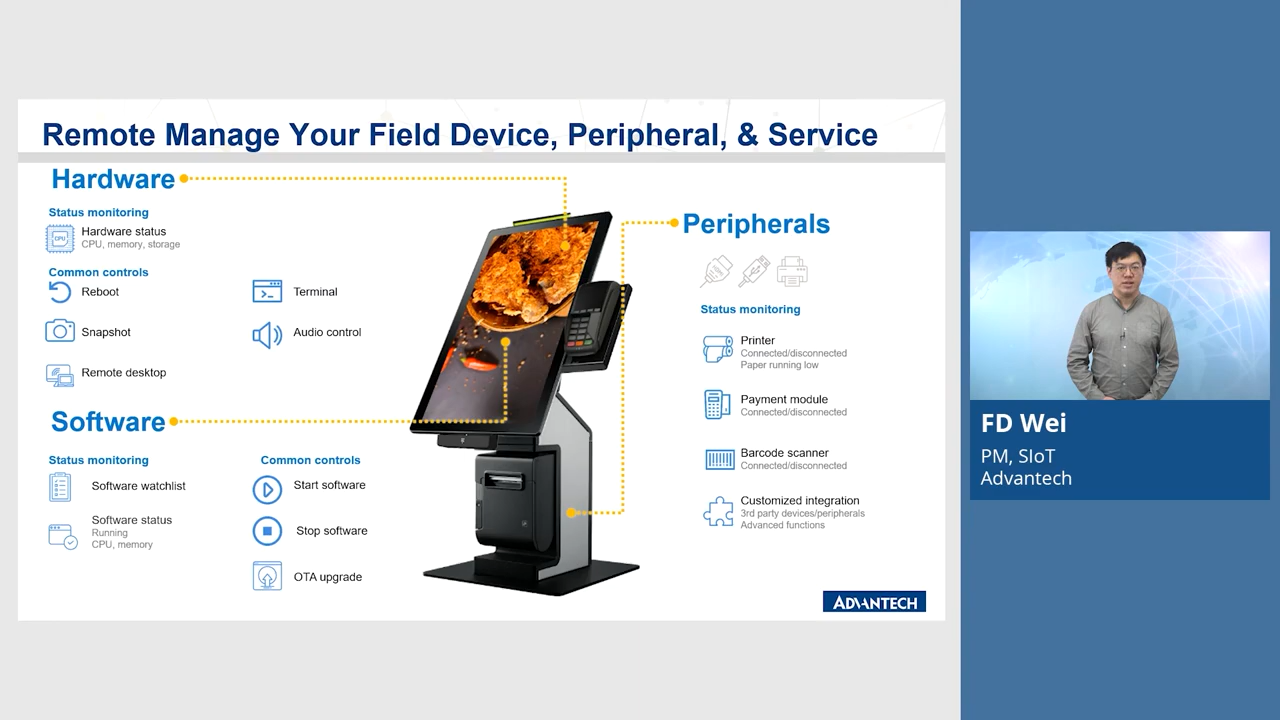 Remote Manage Your Field Device, Peripheral, & Service
Hardware
Status monitoring
CPU
Hardware status
CPU, memory, storage
Common controls
Reboot
Terminal
Snapshot
Audio control
Remote desktop
Software
Status monitoring
Software watchlist
Software status
Running
CPU, memory
Common controls
Start software
Stop software
OTA upgrade
Peripherals
Status monitoring
Printer
Connected/disconnected
Paper running low
Payment module
Connected/disconnected
Barcode scanner
Connected/disconnected
Customized integration
3rd party devices/peripherals
Advanced functions
ADVANTECH
FD Wei
PM, SIoT
Advantech